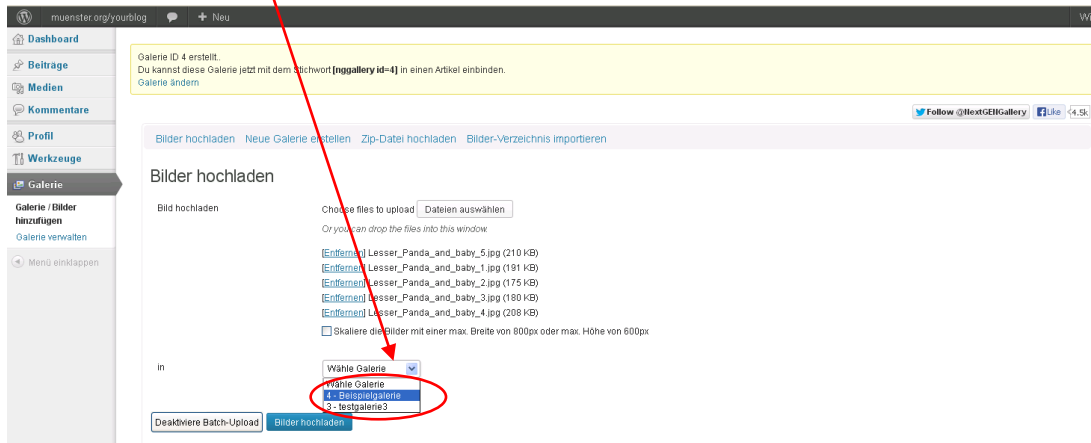 muenster.org/yourblog + Neu Wi
Dashboard
Beiträge
Medien
Kommentare
Profil
Werkzeuge
Galerie
Galerie / Bilder
hinzufügen
Galerie verwalten
Menü einklappen
Galerie ID 4 erstellt..
Du kannst diese Galerie jetzt mit dem Stichwort [nggallery id=4] in einen Artikel einbinden.
Galerie ändern
Follow @NextGENGallery Like 4.5k
Bilder hochladen Neue Galerie erstellen Zip-Datei hochladen Bilder-Verzeichnis importieren
Bilder hochladen
Bild hochladen
Choose files to upload Dateien auswählen
Or you can drop the files into this window.
[Entfernen] Lesser_Panda_and_baby_5.jpg (210 KB)
[Entfernen] Lesser_Panda_and_baby_1.jpg (191 KB)
[Entfernen] Lesser_Panda_and_baby_2.jpg (175 KB)
[Entfernen] Lesser_Panda_and_baby_3.jpg (180 KB)
[Entfernen] Lesser_Panda_and_baby_4.jpg (208 KB)
Skaliere die Bilder mit einer max. Breite von 800px oder max. Höhe von 600px
in Wähle Galerie
Wähle Galerie
4 - Beispielgalerie
3 - testgalerie3
Deaktiviere Batch-Upload Bilder hochladen